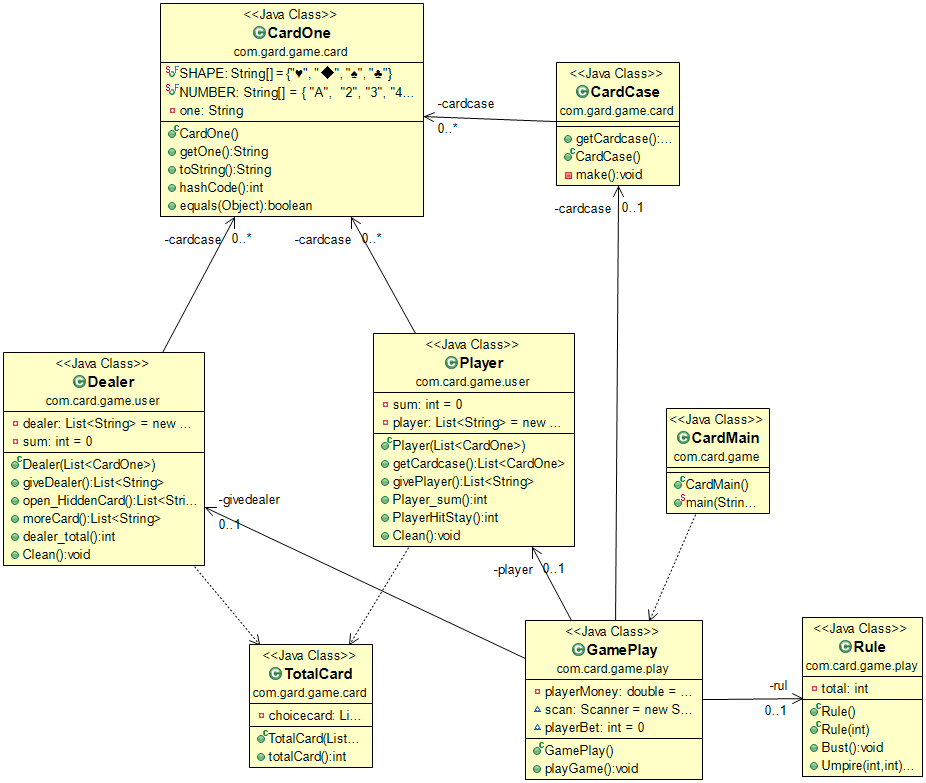 <<Java Class>>
CardOne
com.gard.game.card
SHAPE: String[] = {"♥", "◆", "♠", "♣"}
NUMBER: String[] = { "A", "2", "3", "4...
one: String
CardOne()
getOne():String
toString():String
hashCode():int
equals(Object):boolean
<<Java Class>>
CardCase
com.gard.game.card
getCardcase():...
CardCase()
make():void
-cardcase
0..*
-cardcase 0..1
-cardcase 0..*
-cardcase 0..*
<<Java Class>>
Dealer
com.card.game.user
dealer: List<String> = new ...
sum: int = 0
Dealer(List<CardOne>)
giveDealer():List<String>
open_HiddenCard():List<Stri...
moreCard():List<String>
dealer_total():int
Clean():void
<<Java Class>>
Player
com.card.game.user
sum: int = 0
player: List<String> = new ...
Player(List<CardOne>)
getCardcase():List<CardOne>
givePlayer():List<String>
Player_sum():int
PlayerHitStay():int
Clean():void
<<Java Class>>
CardMain
com.card.game
CardMain()
main(Strin...
-givedealer
0..1
-player 0..1
<<Java Class>>
TotalCard
com.gard.game.card
choicecard: Li...
TotalCard(List...
totalCard():int
<<Java Class>>
GamePlay
com.card.game.play
playerMoney: double = ...
scan: Scanner = new S...
playerBet: int = 0
GamePlay()
playGame():void
-rul
0..1
<<Java Class>>
Rule
com.card.game.play
total: int
Rule()
Rule(int)
Bust():void
Umpire(int,int)...